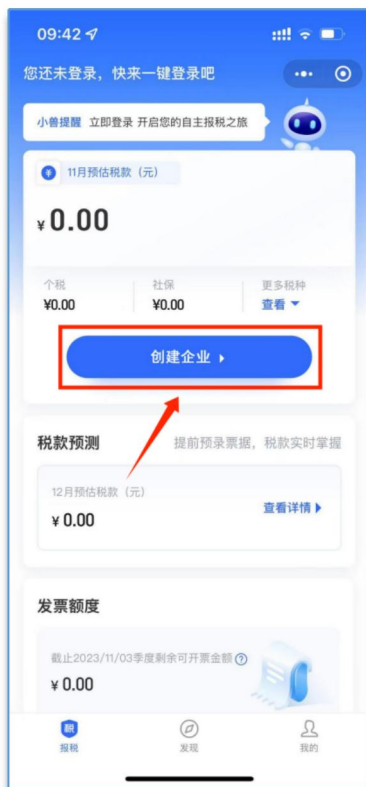 09:42
您还未登录，快来一键登录吧
小兽提醒 立即登录 开启您的自主报税之旅
11月预估税款（元）
¥0.00
个税 社保 更多税种
¥0.00 ¥0.00 查看
创建企业
税款预测 提前预录票据，税款实时掌握
12月预估税款（元）
¥0.00 查看详情
发票额度
截止2023/11/03季度剩余可开票金额
¥0.00
税
报税 发现 我的